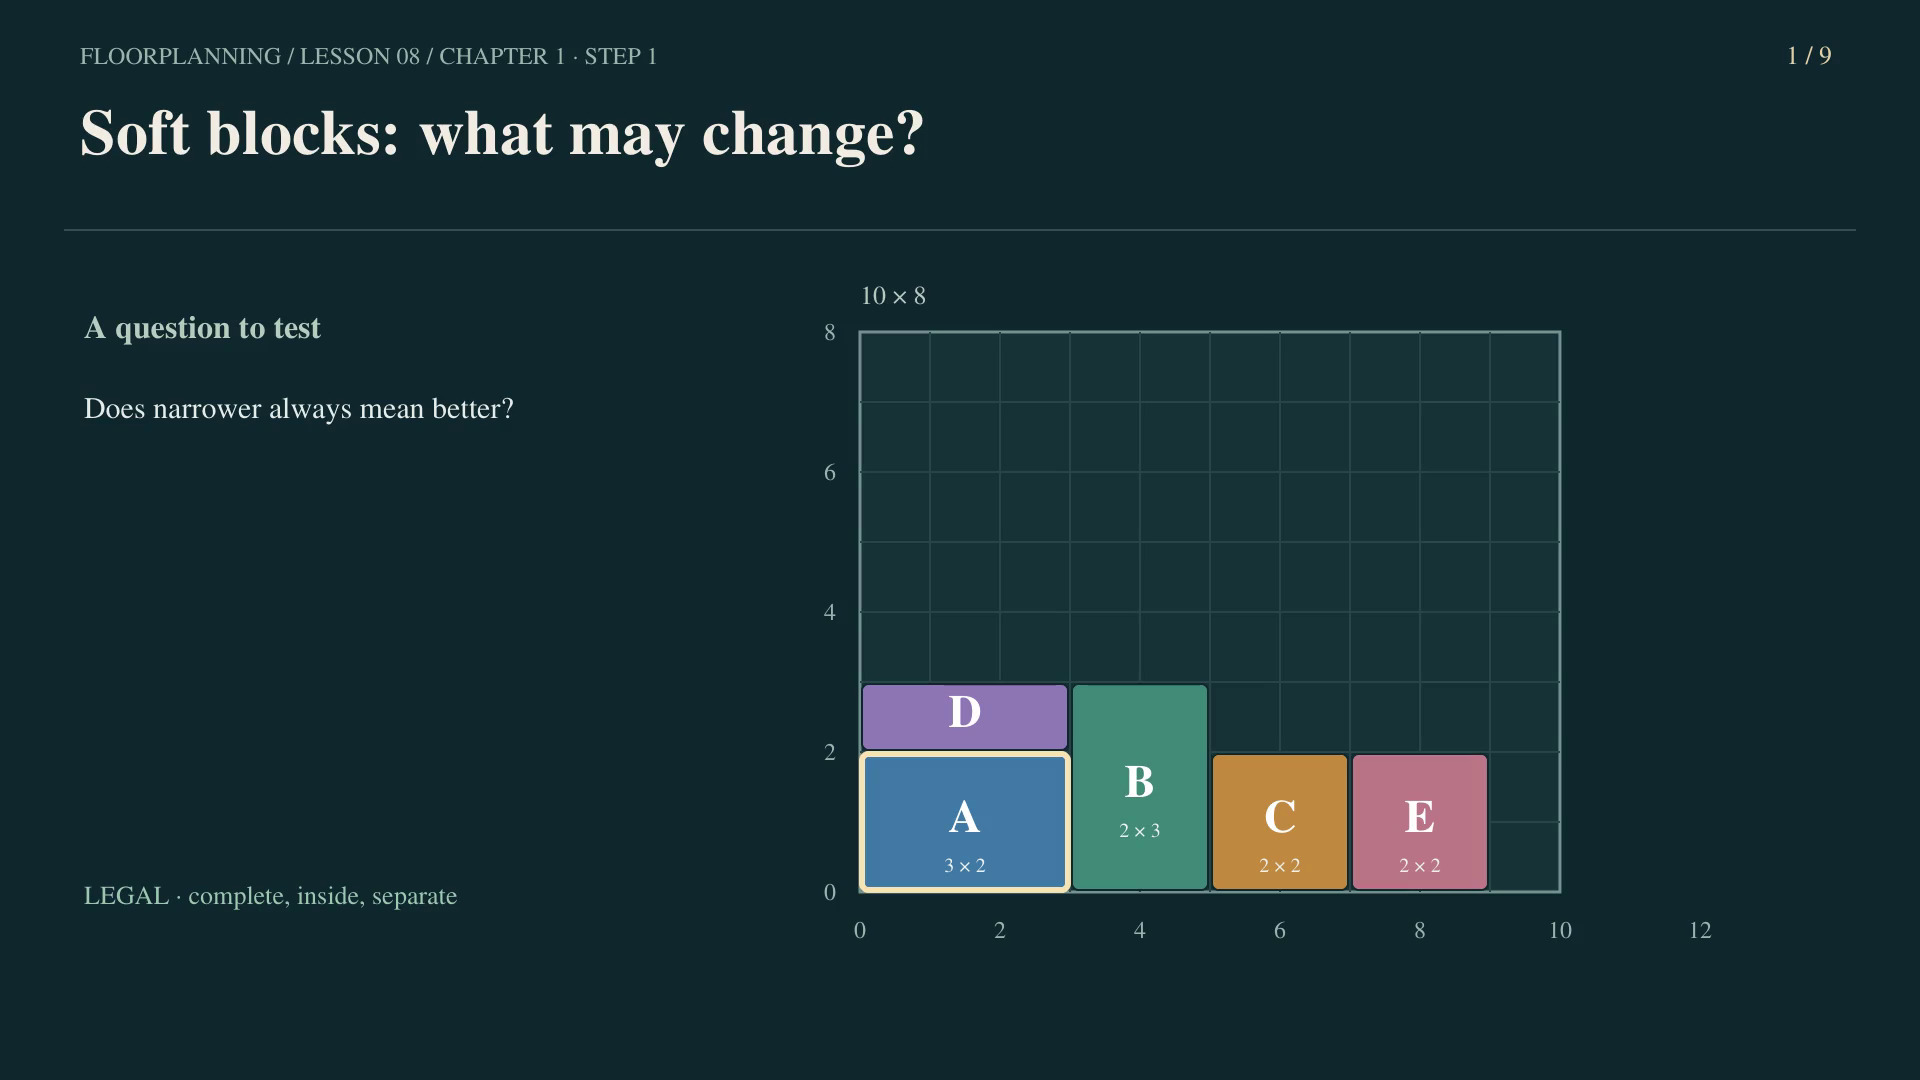 FLOORPLANNING / LESSON 08 / CHAPTER 1 · STEP 1
1 / 9
Soft blocks: what may change?
A question to test
Does narrower always mean better?
LEGAL · complete, inside, separate
10 × 8
8
6
4
2
0
D
A
3 × 2
B
2 × 3
C
2 × 2
E
2 × 2
0 2 4 6 8 10 12